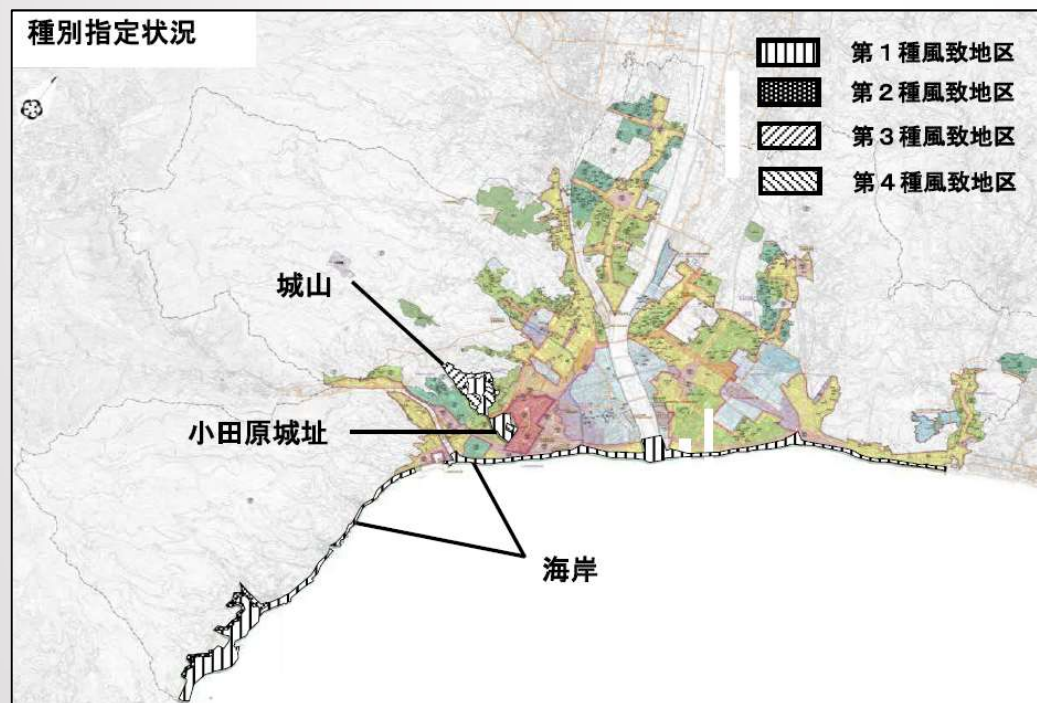 種別指定状況
第1種風致地区
第2種風致地区
第3種風致地区
第4種風致地区
城山
小田原城址
海岸